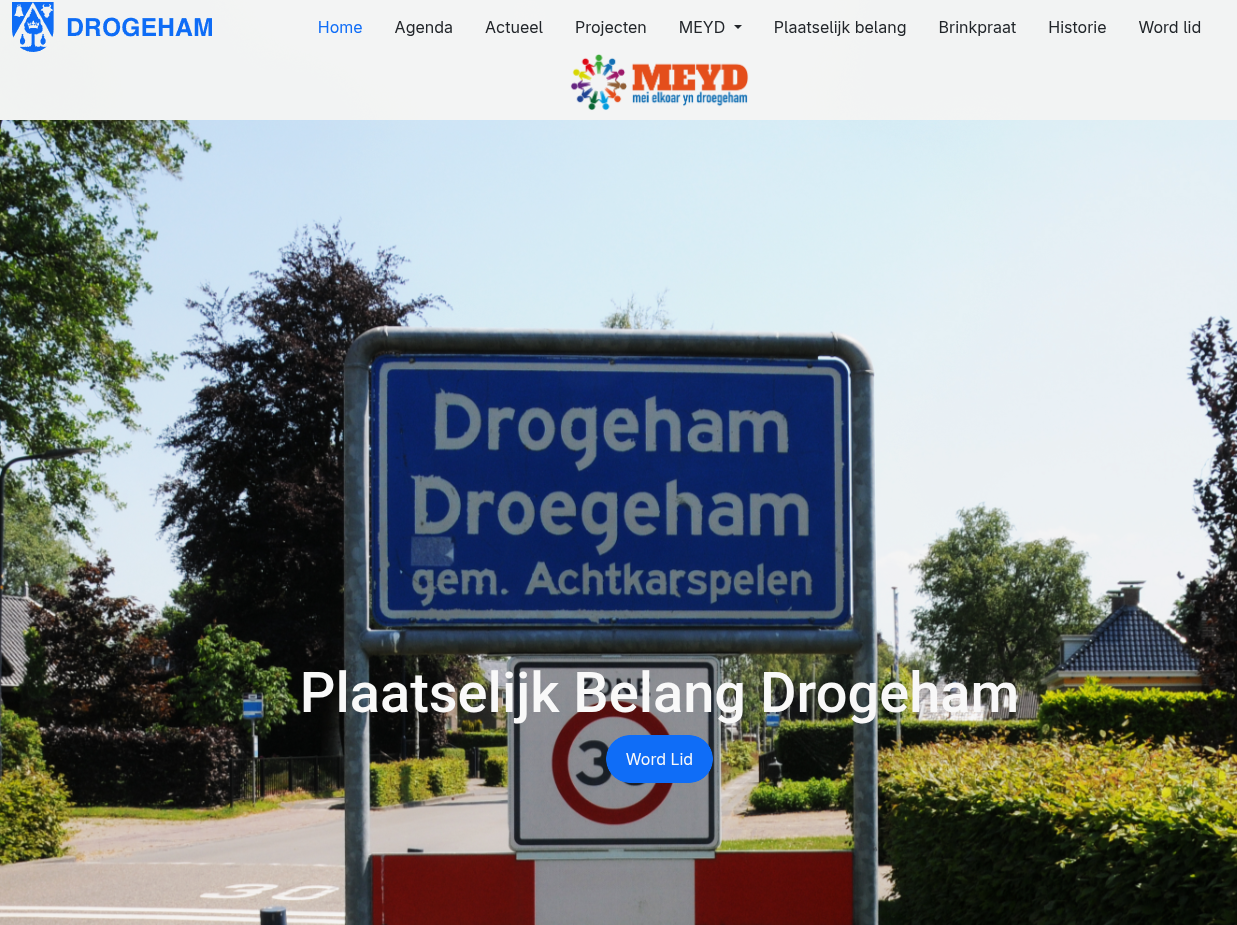 DROGEHAM
Home Agenda Actueel Projecten MEYD Plaatselijk belang Brinkpraat Historie Word lid
MEYD
mei elkoar yn droegeham
Drogeham
Droegeham
gem. Achtkarspelen
Plaatselijk Belang Drogeham
Word Lid
30